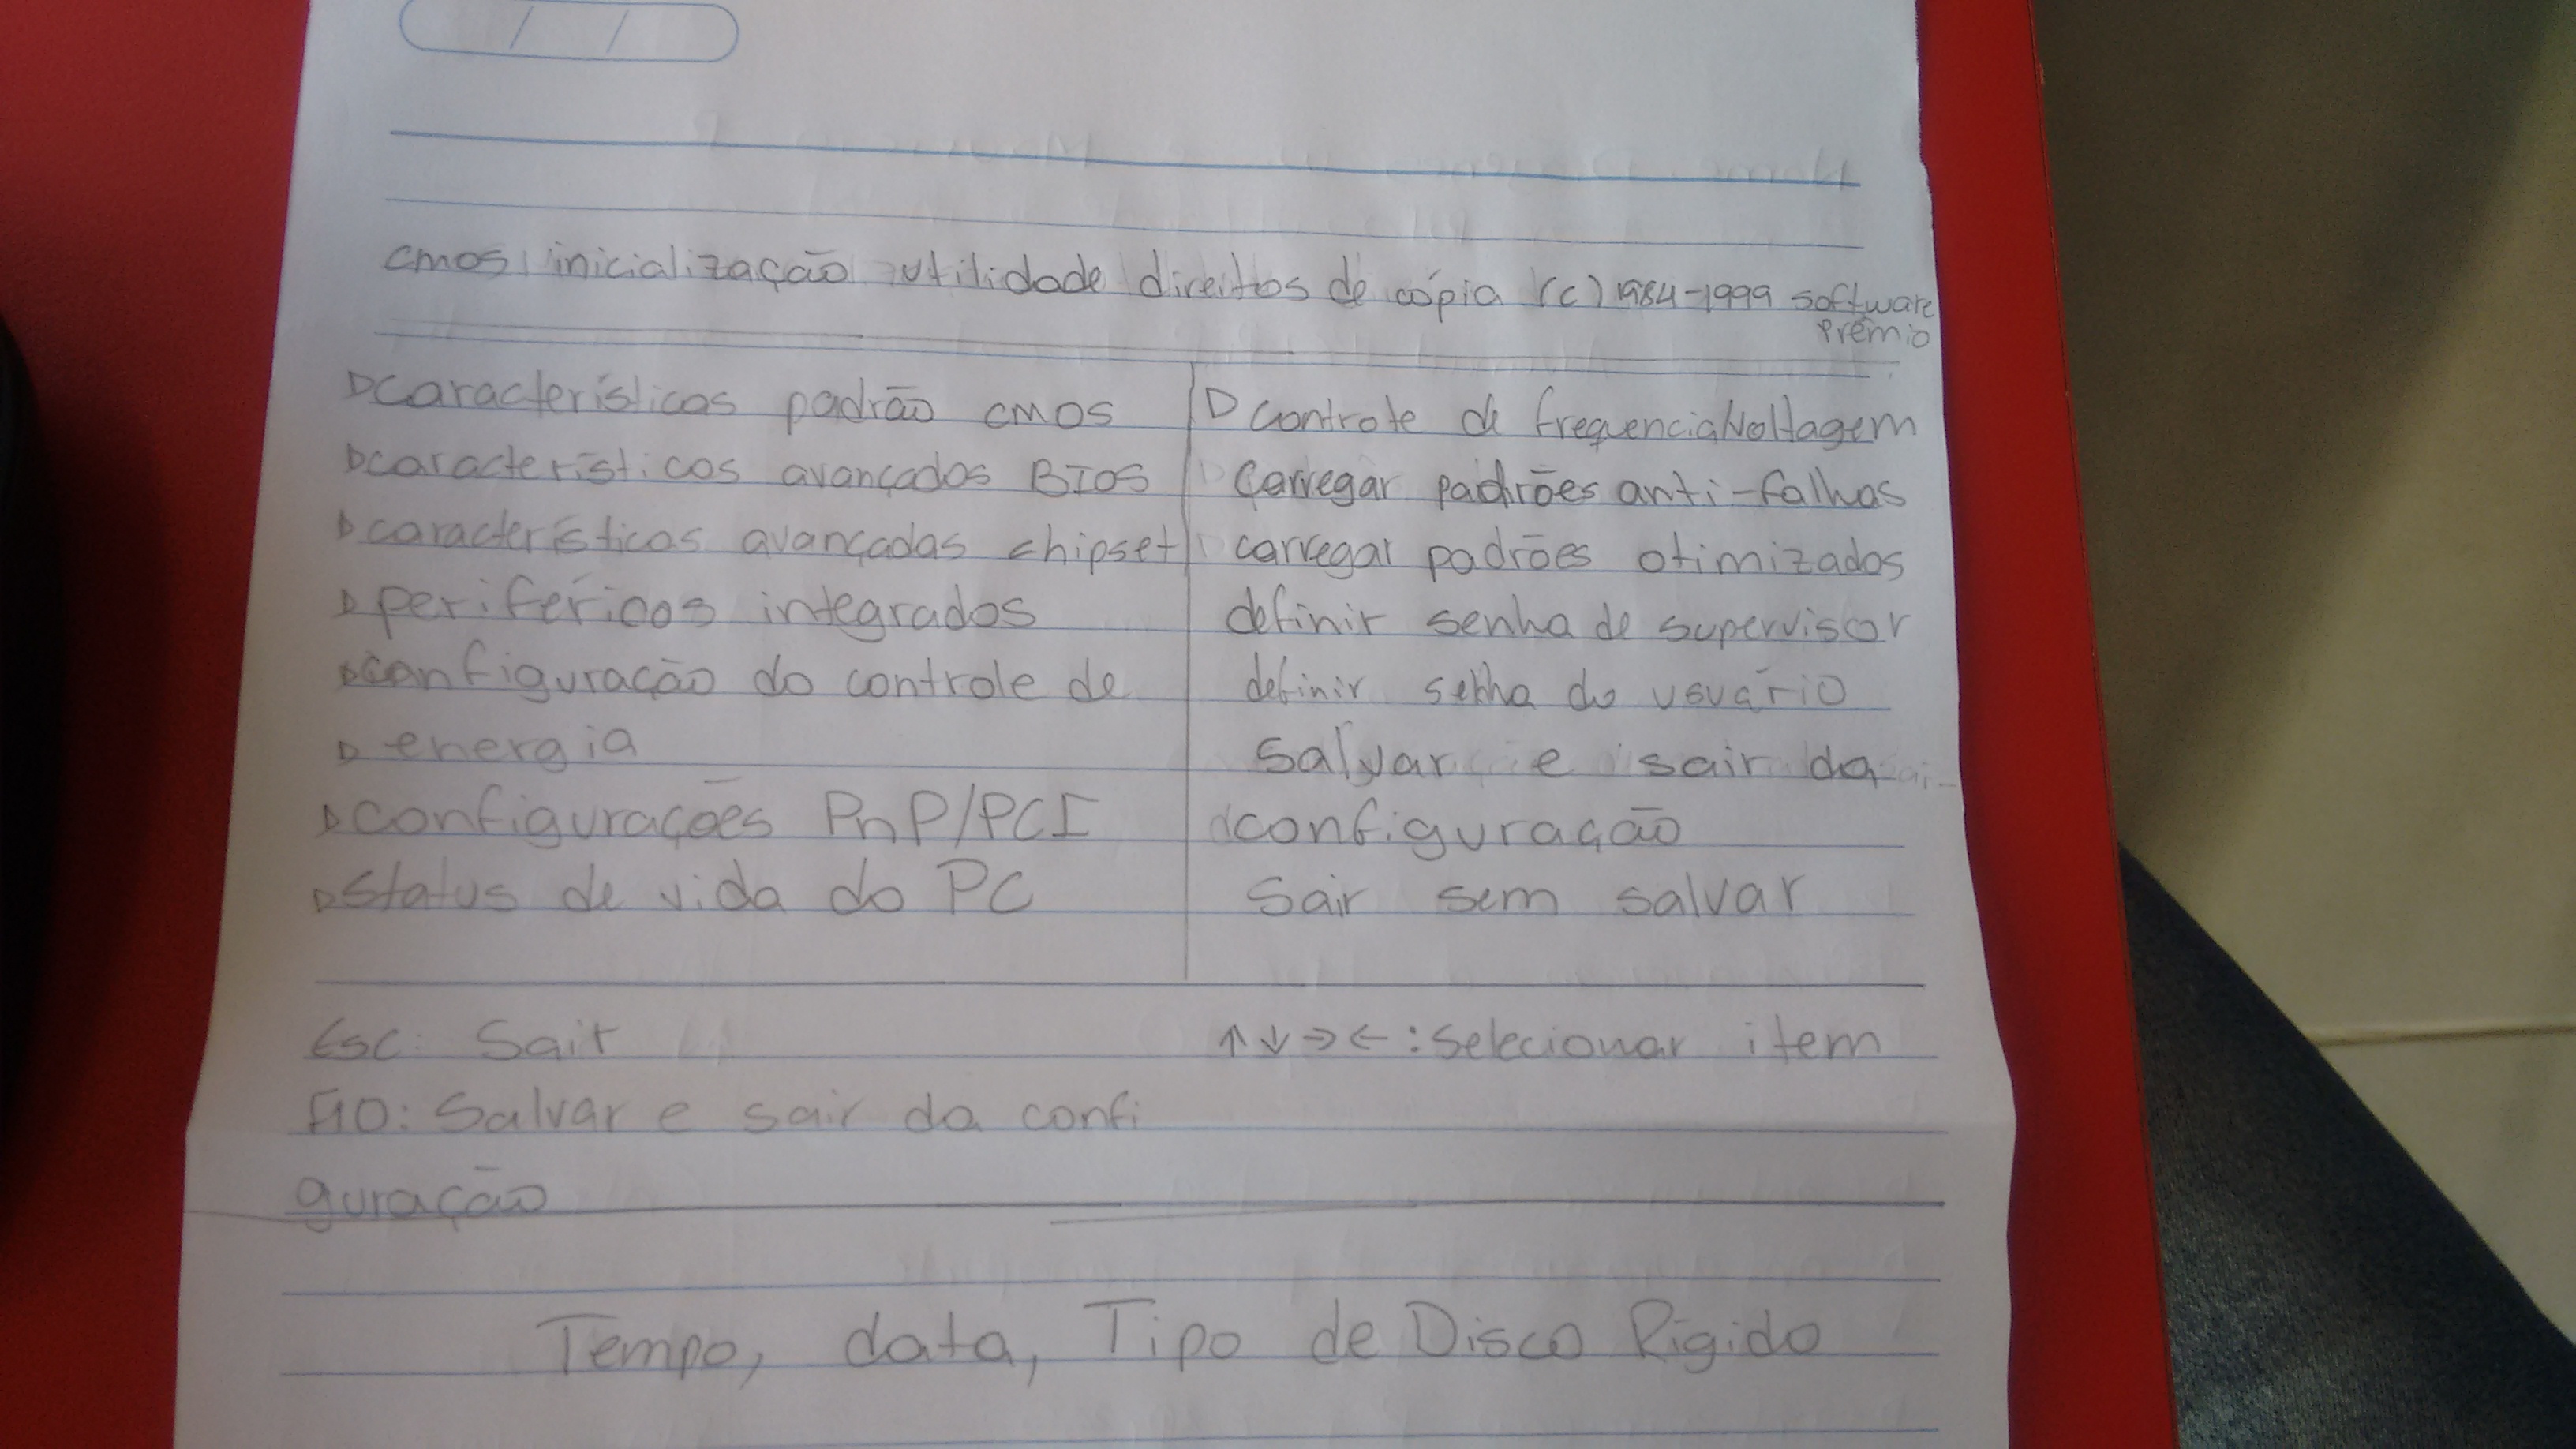 cmos inicialização utilidade direitos de cópia (c) 1984-1999 software
Prêmio
características padrão cmos
características avançados BIOS
características avançadas chipset
periféricos integrados
configuração do controle de
energia
configurações PnP/PCI
Status de vida do PC
controle de frequencia/voltagem
Carregar padrões anti-falhas
carregar padrões otimizados
definir senha de supervisor
definir senha do usuário
Salvar e sair da
configuração
Sair sem salvar
Esc: Sair
↑↓→←: Selecionar item
F10: Salvar e sair da confi
guração
Tempo, data, Tipo de Disco Rigido